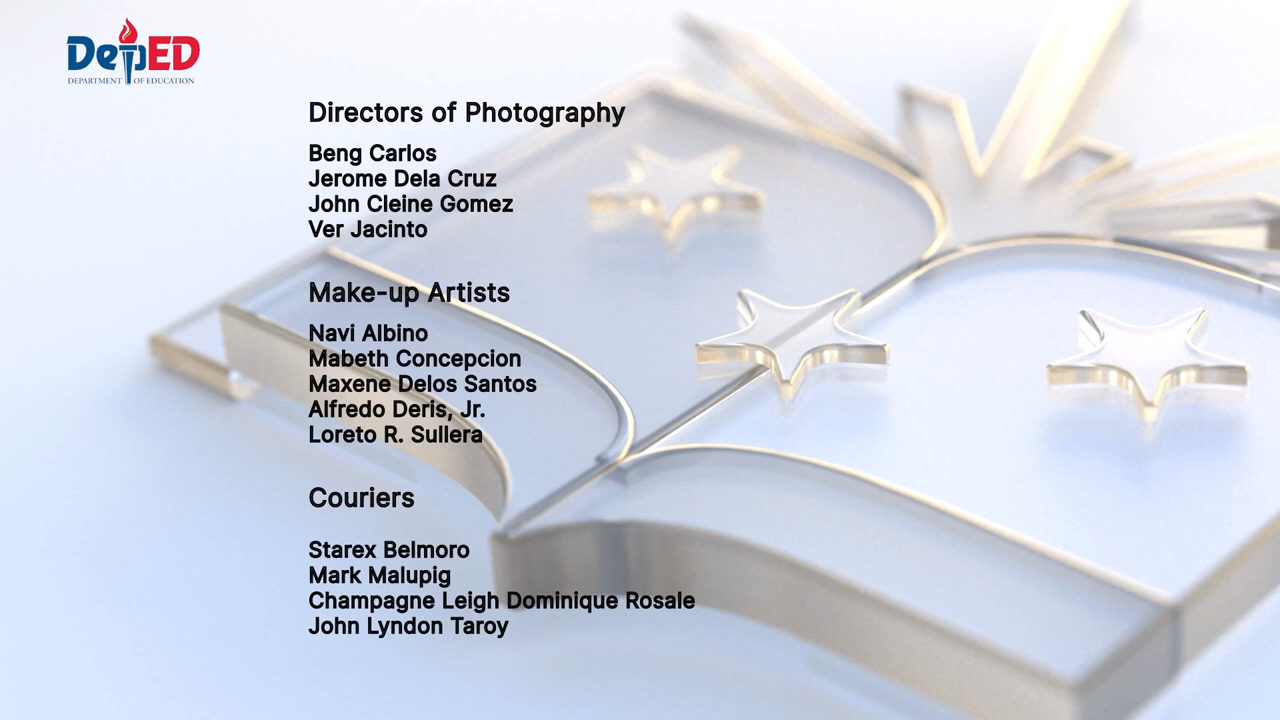 DepED
DEPARTMENT OF EDUCATION
Directors of Photography
Beng Carlos
Jerome Dela Cruz
John Cleine Gomez
Ver Jacinto
Make-up Artists
Navi Albino
Mabeth Concepcion
Maxene Delos Santos
Alfredo Deris, Jr.
Loreto R. Sullera
Couriers
Starex Belmoro
Mark Malupig
Champagne Leigh Dominique Rosale
John Lyndon Taroy